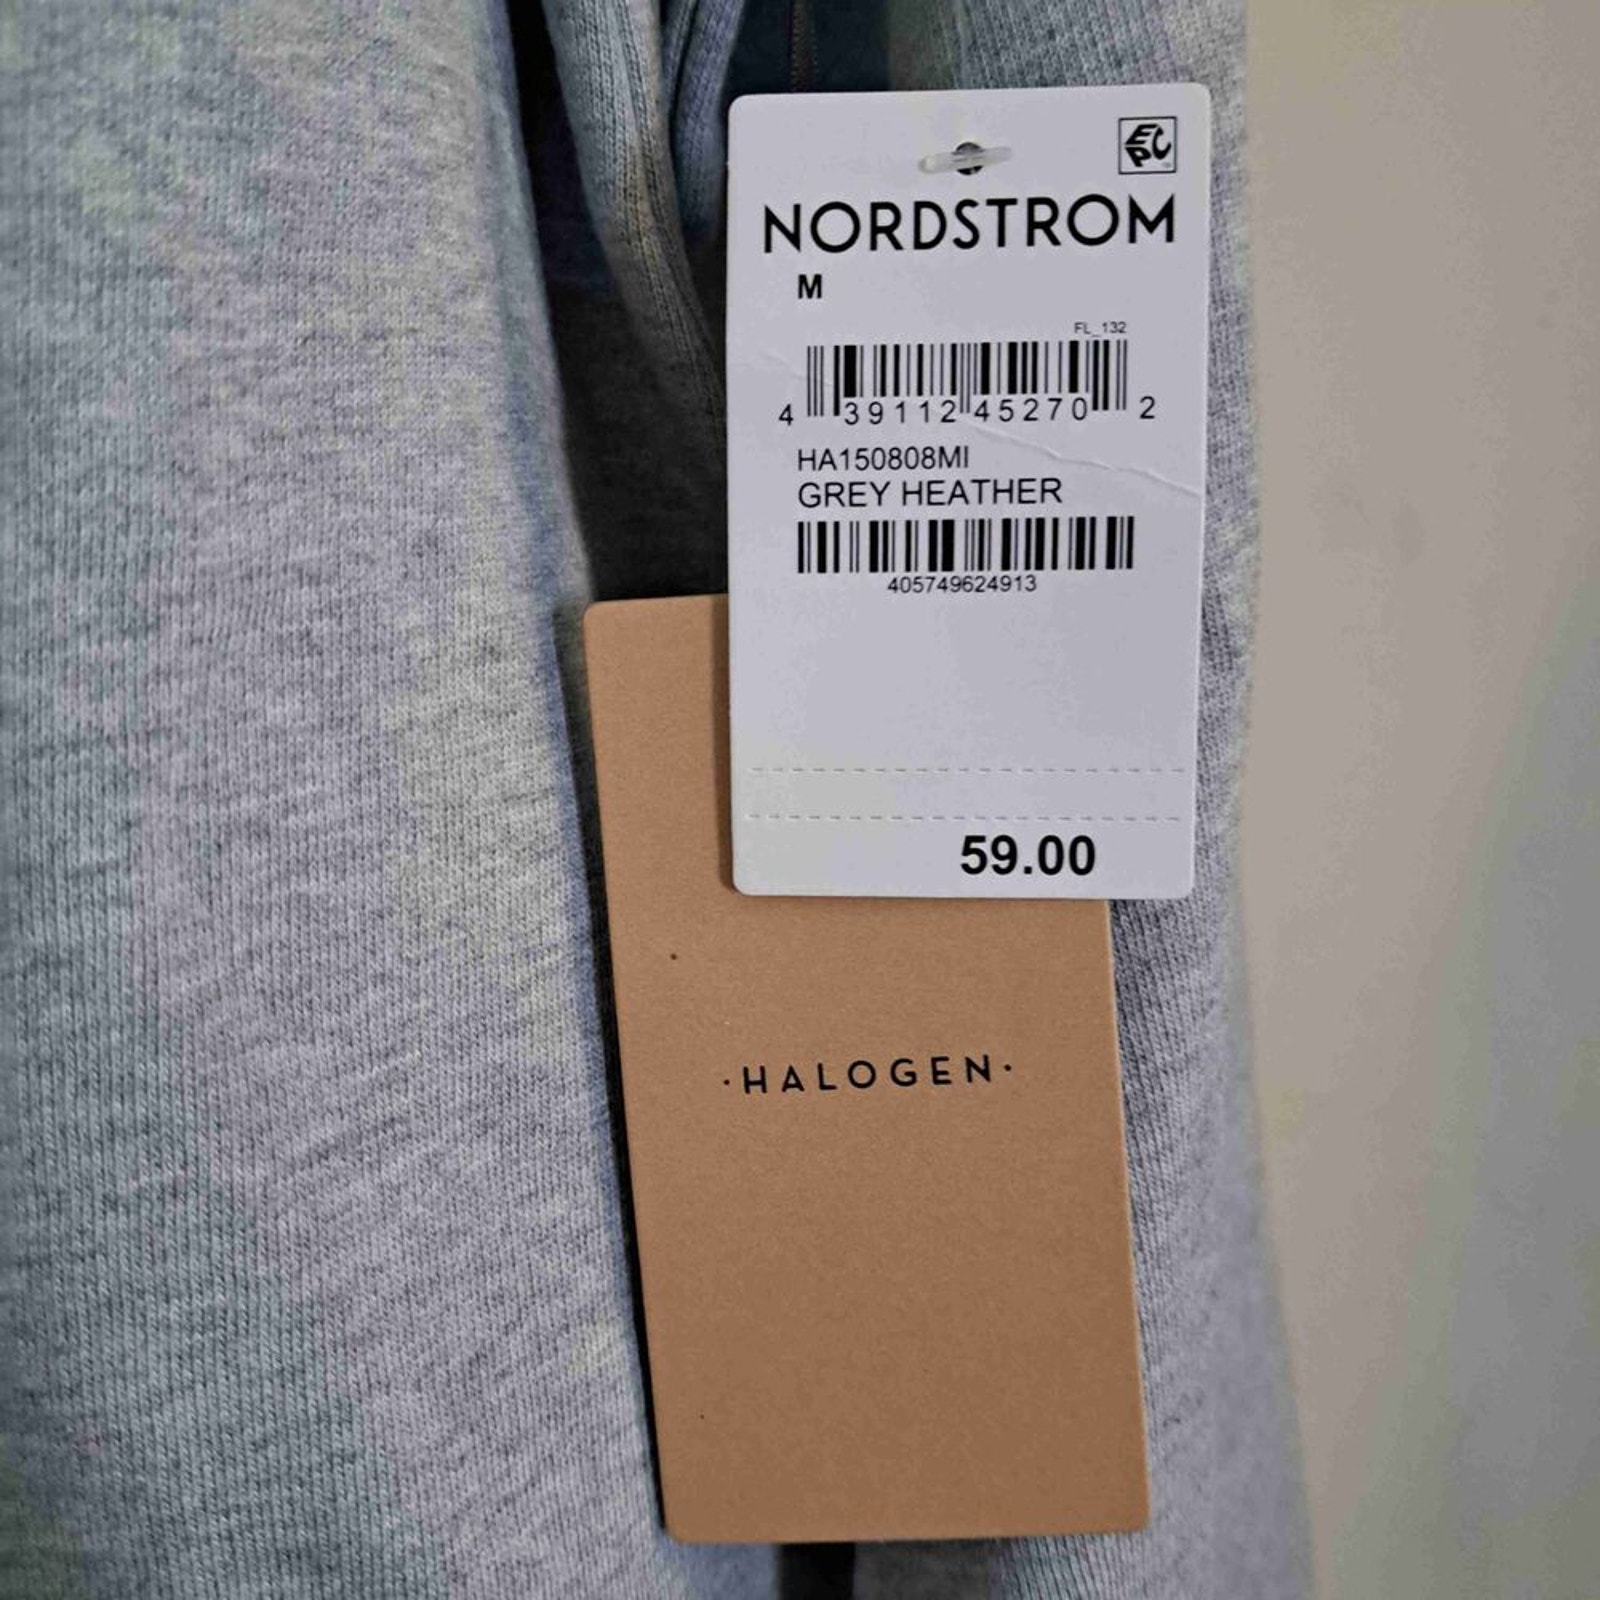 EPC
NORDSTROM
M
FL_132
4 39112 45270 2
HA150808MI
GREY HEATHER
405749624913
59.00
·HALOGEN·